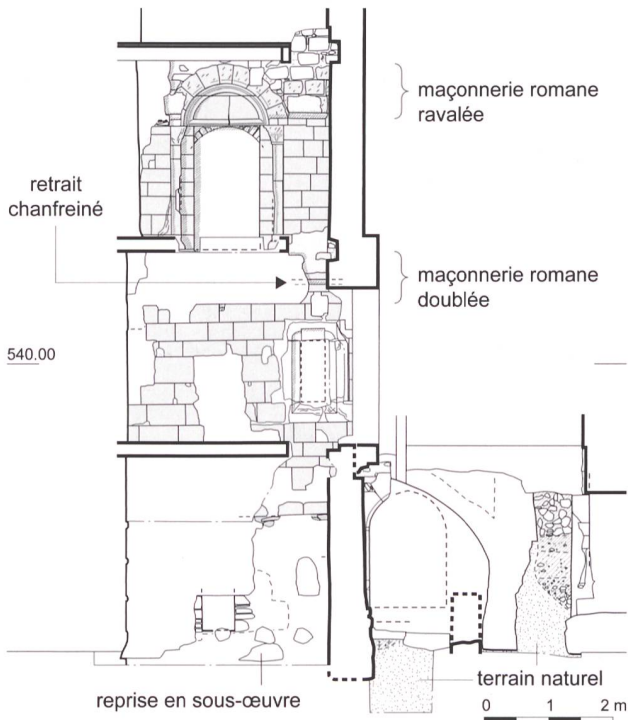 maçonnerie romane
ravalée
retrait
chanfreiné
maçonnerie romane
doublée
540.00
reprise en sous-œuvre
terrain naturel
0 1 2 m